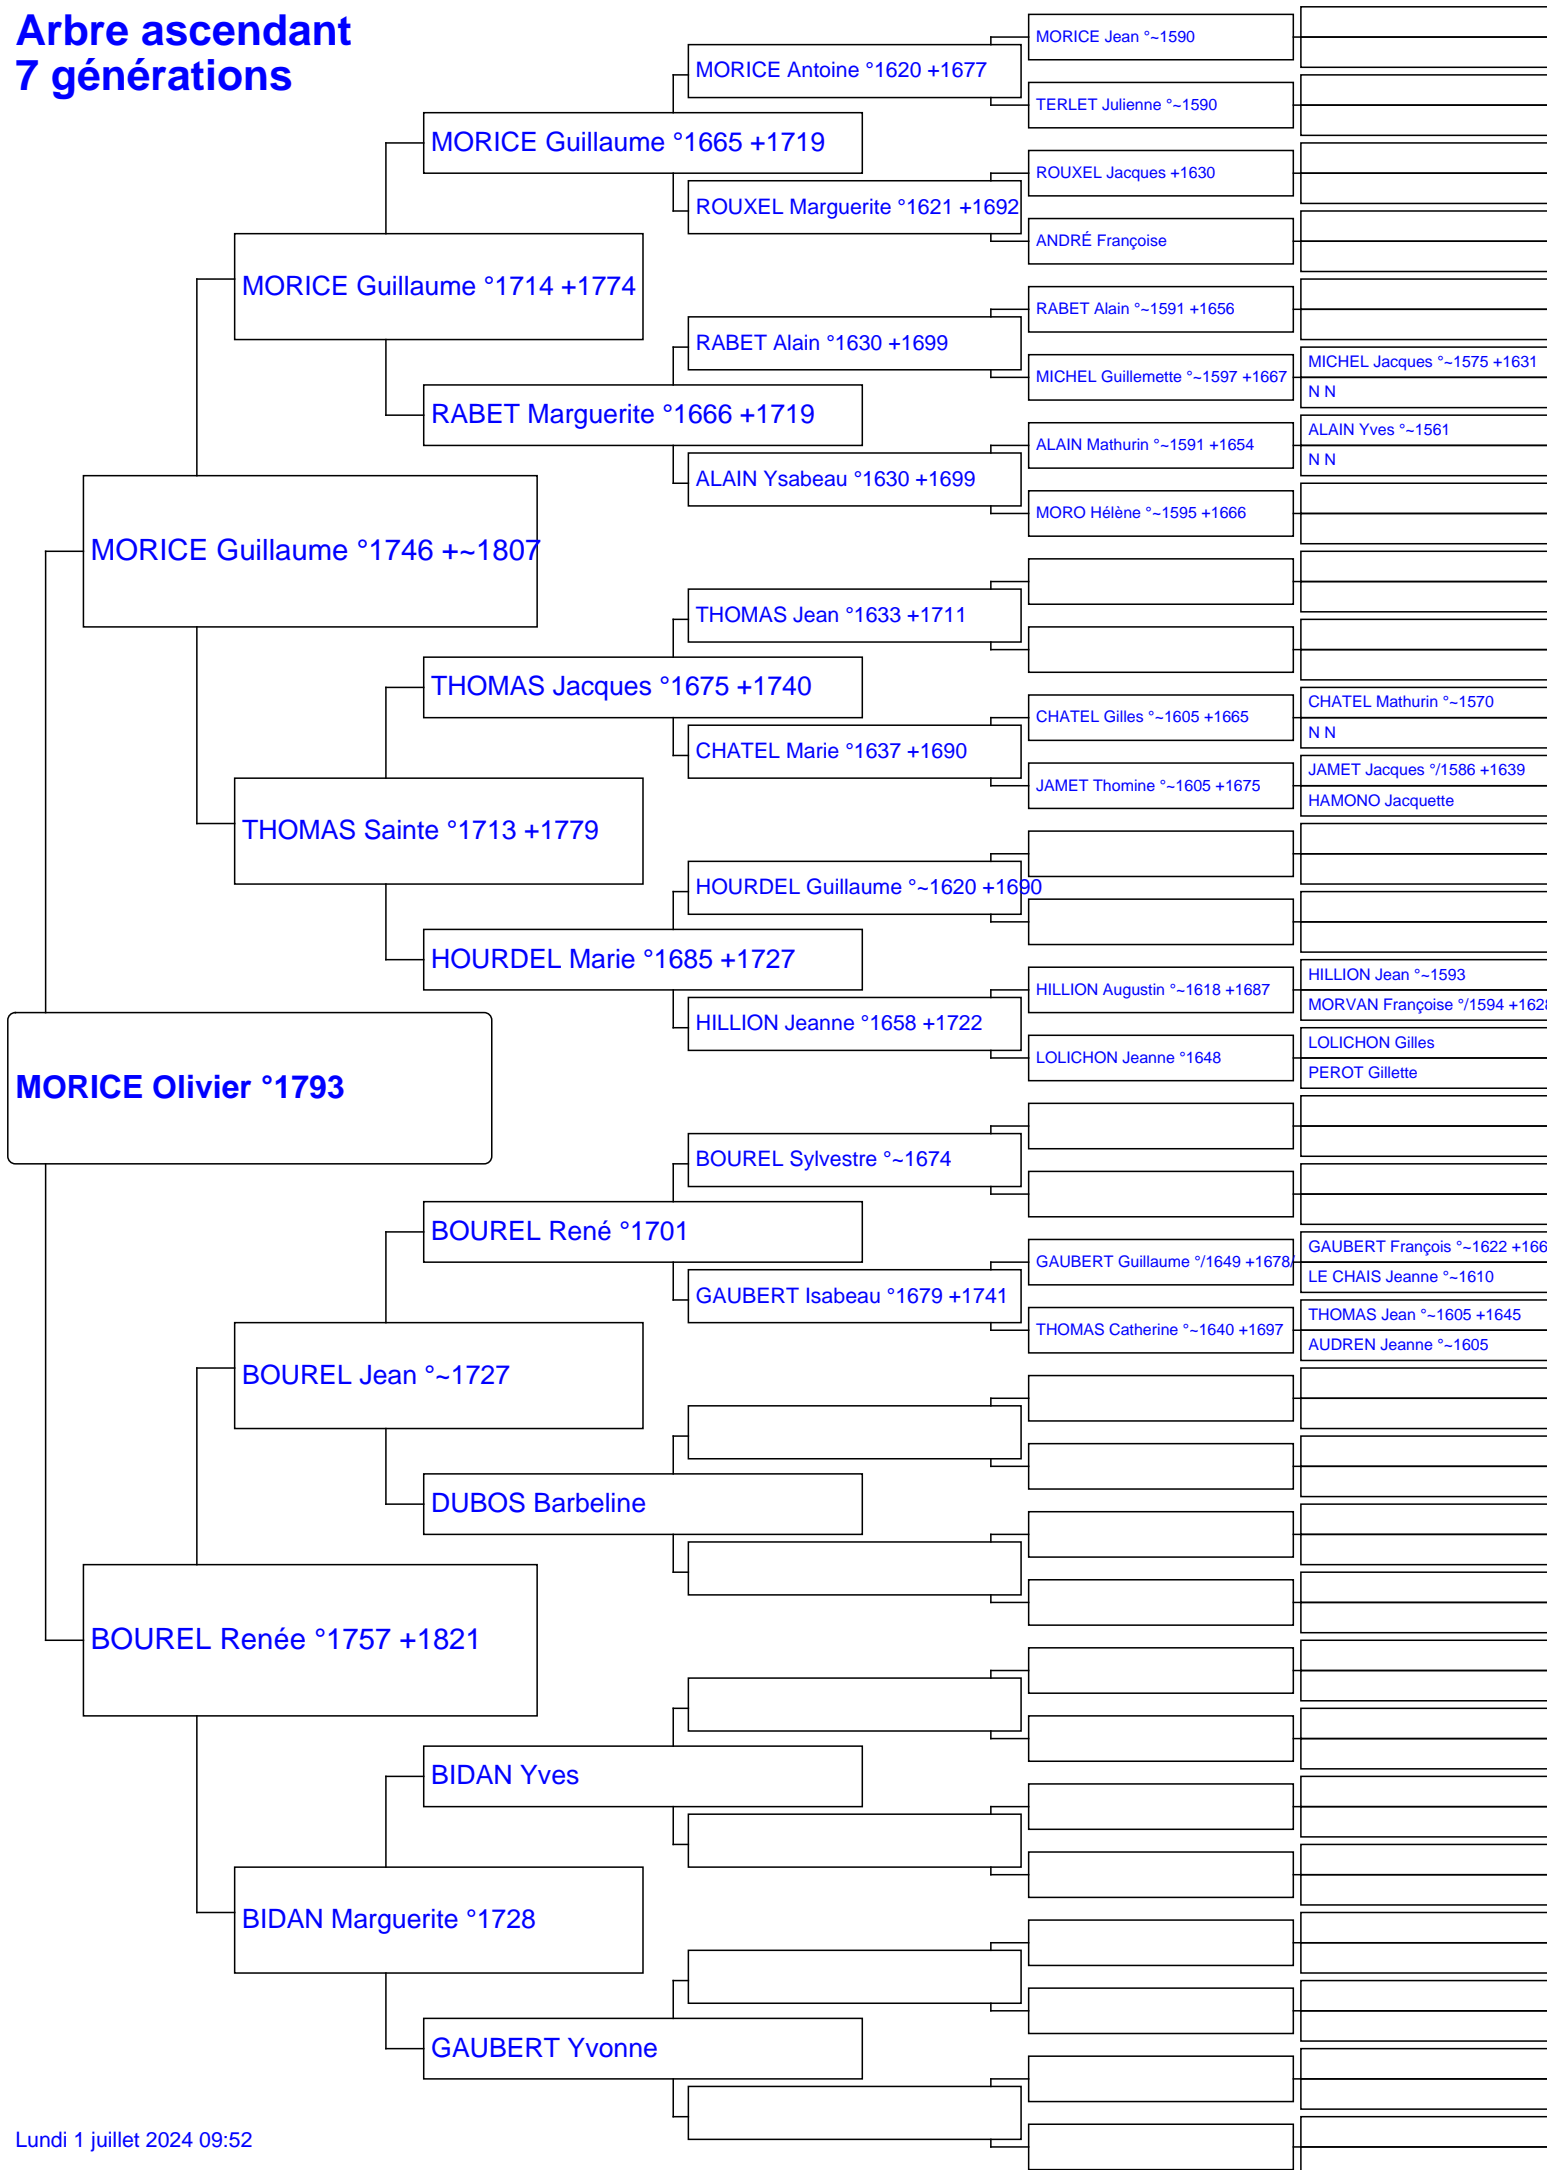 Arbre ascendant
7 générations
MORICE Olivier °1793
MORICE Guillaume °1746 +~1807
BOUREL Renée °1757 +1821
MORICE Guillaume °1714 +1774
THOMAS Sainte °1713 +1779
BOUREL Jean °~1727
BIDAN Marguerite °1728
MORICE Guillaume °1665 +1719
RABET Marguerite °1666 +1719
THOMAS Jacques °1675 +1740
HOURDEL Marie °1685 +1727
BOUREL René °1701
DUBOS Barbeline
BIDAN Yves
GAUBERT Yvonne
MORICE Antoine °1620 +1677
ROUXEL Marguerite °1621 +1692
RABET Alain °1630 +1699
ALAIN Ysabeau °1630 +1699
THOMAS Jean °1633 +1711
CHATEL Marie °1637 +1690
HOURDEL Guillaume °~1620 +1690
HILLION Jeanne °1658 +1722
BOUREL Sylvestre °~1674
GAUBERT Isabeau °1679 +1741
MORICE Jean °~1590
TERLET Julienne °~1590
ROUXEL Jacques +1630
ANDRÉ Françoise
RABET Alain °~1591 +1656
MICHEL Guillemette °~1597 +1667
ALAIN Mathurin °~1591 +1654
MORO Hélène °~1595 +1666
CHATEL Gilles °~1605 +1665
JAMET Thomine °~1605 +1675
HILLION Augustin °~1618 +1687
LOLICHON Jeanne °1648
GAUBERT Guillaume °/1649 +1678/
THOMAS Catherine °~1640 +1697
MICHEL Jacques °~1575 +1631
N N
ALAIN Yves °~1561
N N
CHATEL Mathurin °~1570
N N
JAMET Jacques °/1586 +1639
HAMONO Jacquette
HILLION Jean °~1593
MORVAN Françoise °/1594 +1628
LOLICHON Gilles
PEROT Gillette
GAUBERT François °~1622 +166
LE CHAIS Jeanne °~1610
THOMAS Jean °~1605 +1645
AUDREN Jeanne °~1605
Lundi 1 juillet 2024 09:52